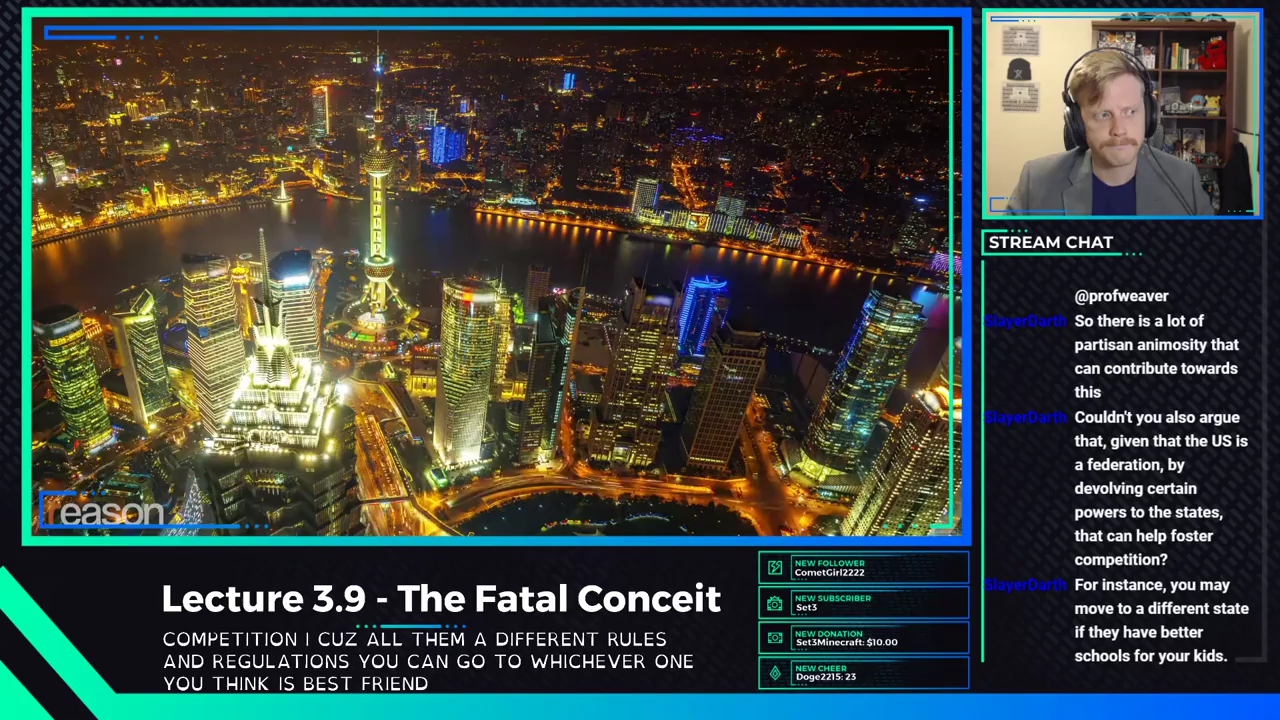 eason
STREAM CHAT
@profweaver
SlayerDarth So there is a lot of
partisan animosity that
can contribute towards
this
SlayerDarth Couldn't you also argue
that, given that the US is
a federation, by
devolving certain
powers to the states,
that can help foster
competition?
SlayerDarth For instance, you may
move to a different state
if they have better
schools for your kids.
Lecture 3.9 - The Fatal Conceit
COMPETITION I CUZ ALL THEM A DIFFERENT RULES
AND REGULATIONS YOU CAN GO TO WHICHEVER ONE
YOU THINK IS BEST FRIEND
NEW FOLLOWER
CometGirl2222
NEW SUBSCRIBER
Set3
NEW DONATION
Set3Minecraft: $10.00
NEW CHEER
Doge2215: 23